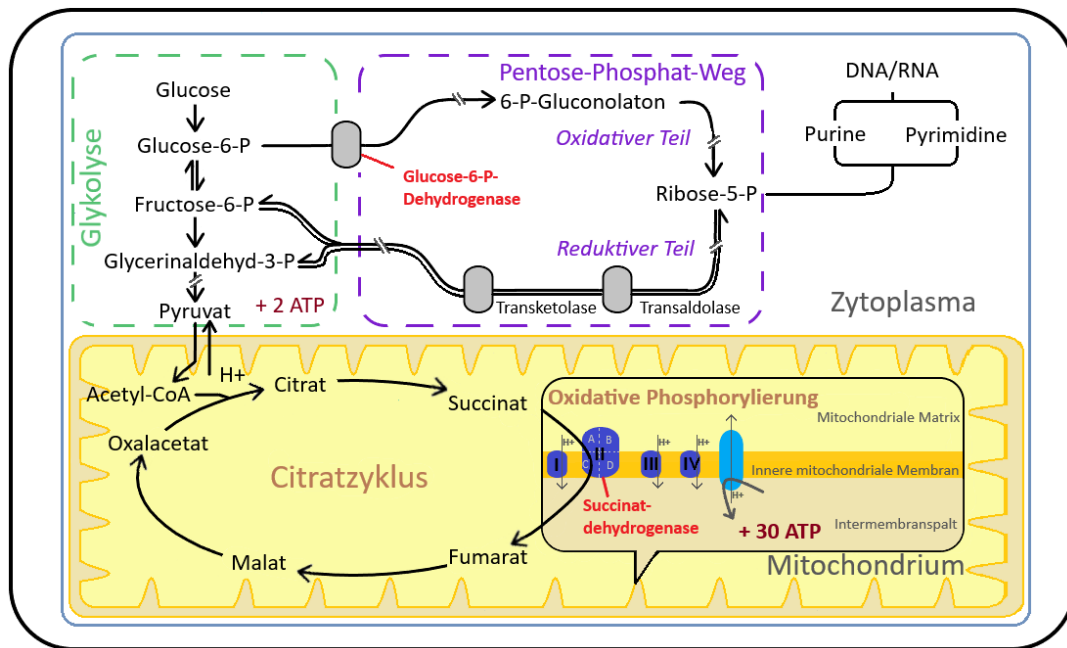 Glykolyse
Glucose
Glucose-6-P
Fructose-6-P
Glycerinaldehyd-3-P
Pyruvat
+ 2 ATP
Pentose-Phosphat-Weg
6-P-Gluconolaton
Oxidativer Teil
Glucose-6-P-
Dehydrogenase
Ribose-5-P
Reduktiver Teil
Transketolase
Transaldolase
DNA/RNA
Purine
Pyrimidine
Zytoplasma
H+
Acetyl-CoA
Citrat
Succinat
Oxalacetat
Citratzyklus
Malat
Fumarat
Oxidative Phosphorylierung
Mitochondriale Matrix
H+
A B
H+
H+
I
II
III
IV
C D
Innere mitochondriale Membran
H+
Succinat-
dehydrogenase
+ 30 ATP
Intermembranspalt
Mitochondrium